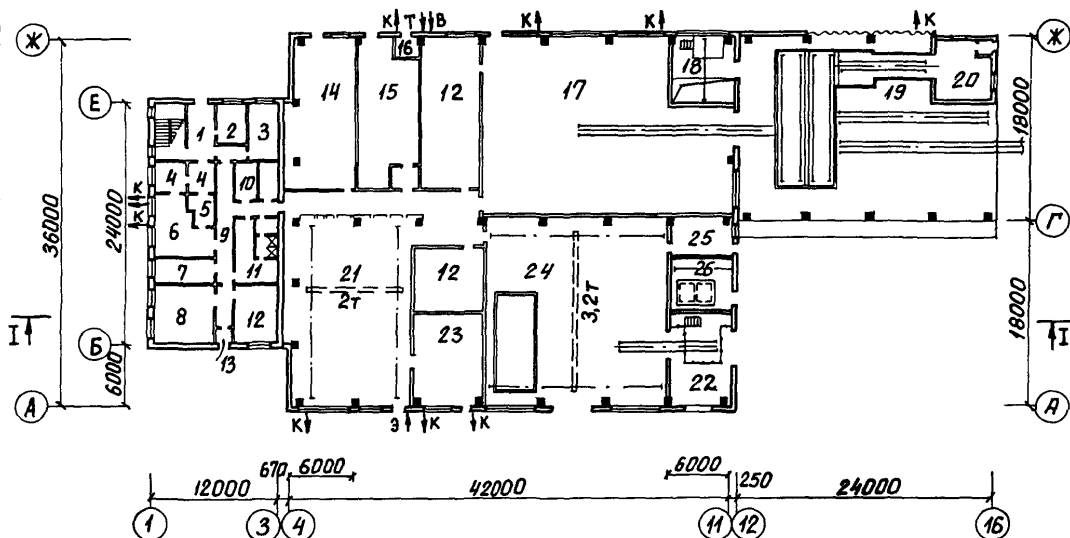 К Т В К К К
Ж 16 Ж
18
14 15 12 17 20
19
Е
1 2 3
18000
4 4 10
К
К 5
36000 24000 6 9 Г
25
7 11 21 12 24 26
2т 3,2т
8 12 23 18000
I I
Б 13
6000 22
А А
К Э К К
670 6000 6000 250
12000 42000 24000
1 3 4 11 12 16